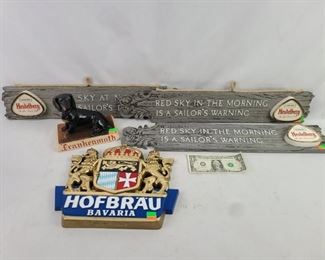 Heidelberg
SKY AT N
SAILOR'S D
RED SKY IN THE MORNING
IS A SAILOR'S WARNING
Heidelberg
RED SKY IN THE MORNING
IS A SAILOR'S WARNING
Heidelberg
Frankenmuth
HOFBRÄU
BAVARIA